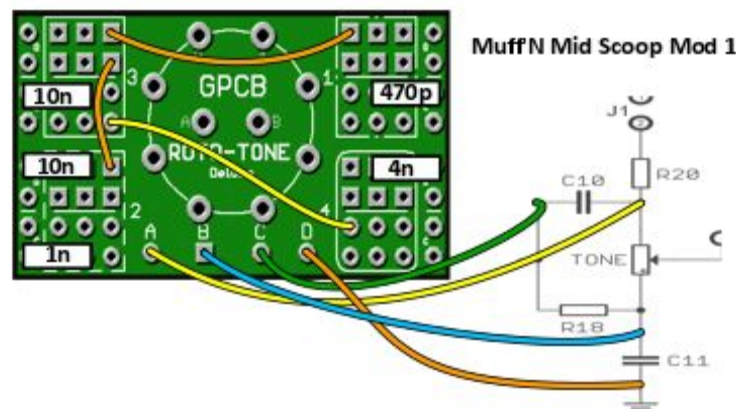 Muff'N Mid Scoop Mod 1
GPCB
3
1
10n
470p
A
B
ROTO-TONE
Deluxe
10n
4n
2
4
A B C D
1n
J1
2
R20
C10
TONE
R18
C11